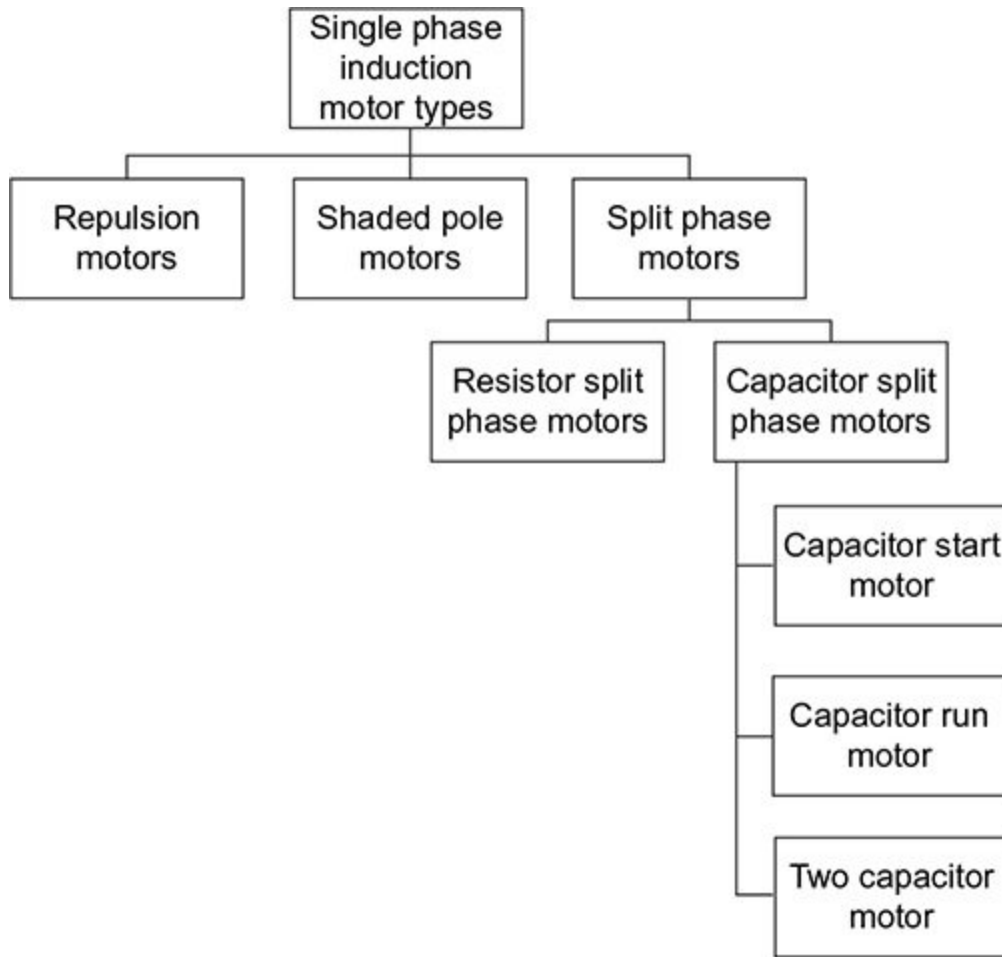 Single phase
induction
motor types
Repulsion
motors
Shaded pole
motors
Split phase
motors
Resistor split
phase motors
Capacitor split
phase motors
Capacitor start
motor
Capacitor run
motor
Two capacitor
motor